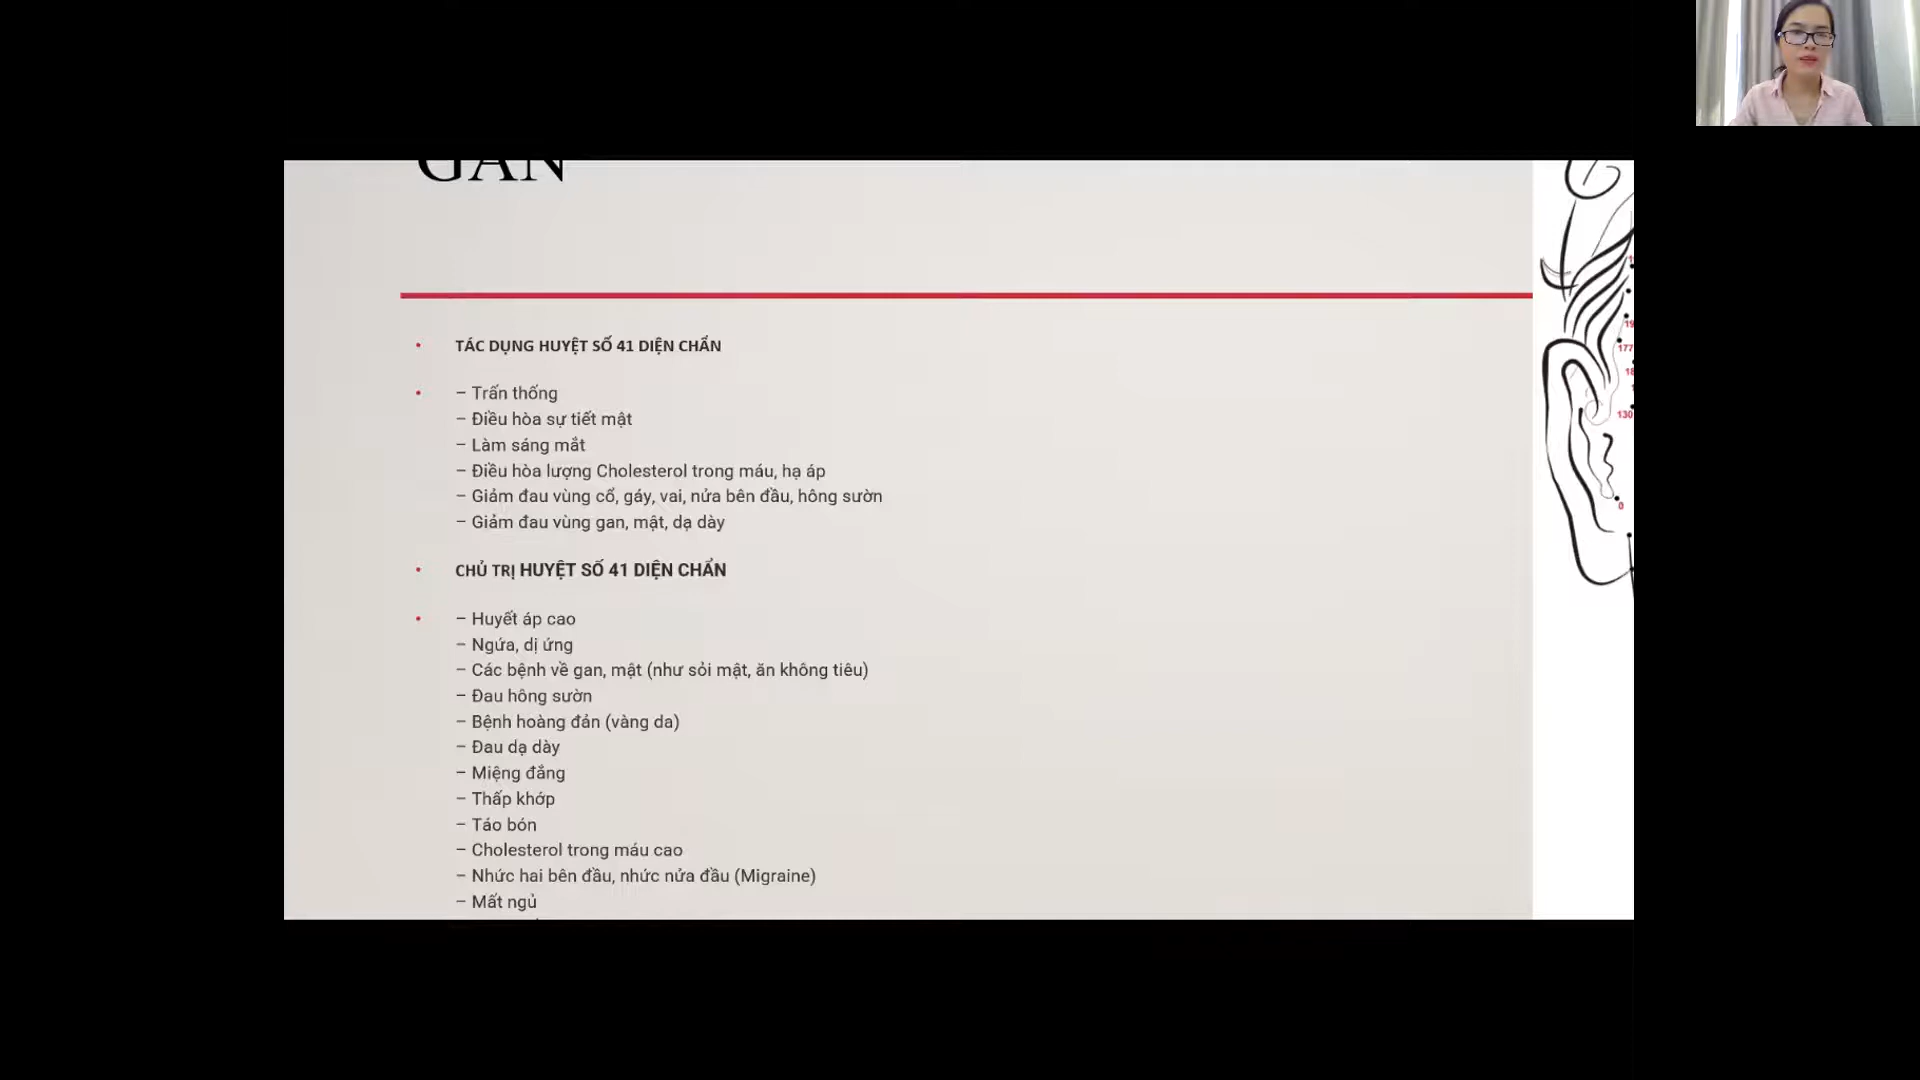 GAN
TÁC DỤNG HUYỆT SỐ 41 DIỆN CHẨN
– Trấn thống
– Điều hòa sự tiết mật
– Làm sáng mắt
– Điều hòa lượng Cholesterol trong máu, hạ áp
– Giảm đau vùng cổ, gáy, vai, nửa bên đầu, hông sườn
– Giảm đau vùng gan, mật, dạ dày
CHỦ TRỊ HUYỆT SỐ 41 DIỆN CHẨN
– Huyết áp cao
– Ngứa, dị ứng
– Các bệnh về gan, mật (như sỏi mật, ăn không tiêu)
– Đau hông sườn
– Bệnh hoàng đản (vàng da)
– Đau dạ dày
– Miệng đắng
– Thấp khớp
– Táo bón
– Cholesterol trong máu cao
– Nhức hai bên đầu, nhức nửa đầu (Migraine)
– Mất ngủ
177
130
0